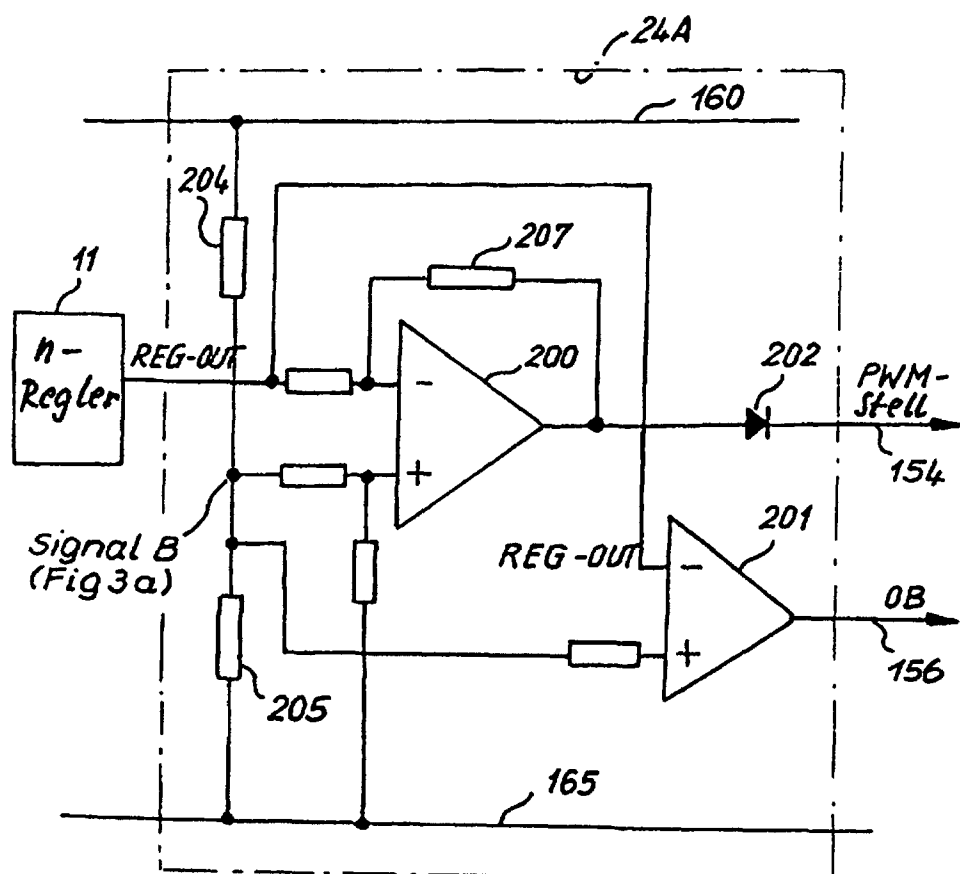 24A
160
204
207
11
n-
Regler
REG-OUT
-
200
202
PWM-
Stell
154
+
Signal B
(Fig 3a)
REG-OUT
-
201
OB
156
+
205
165